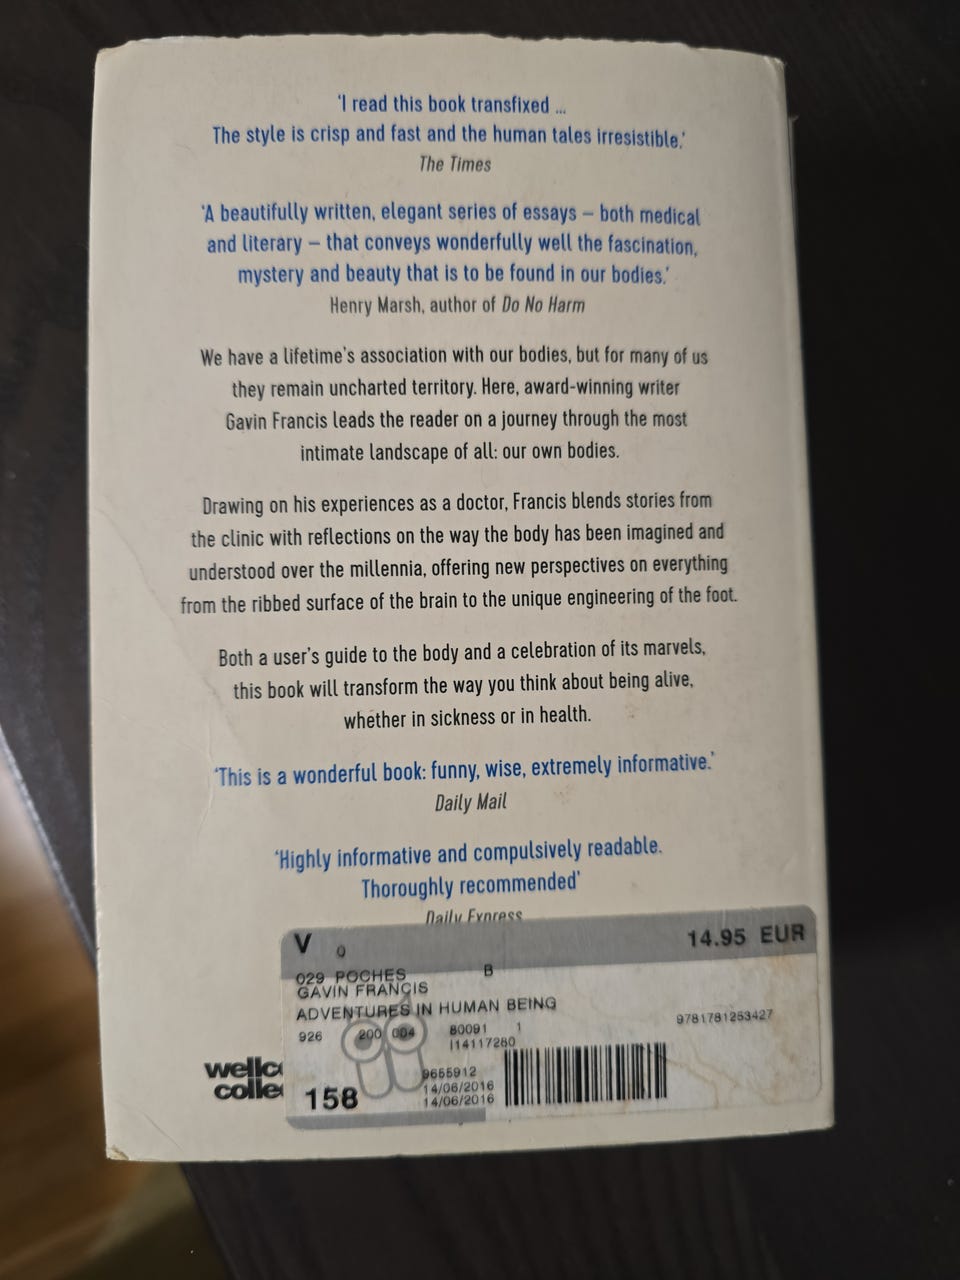 'I read this book transfixed ...
The style is crisp and fast and the human tales irresistible.'
The Times
'A beautifully written, elegant series of essays – both medical
and literary – that conveys wonderfully well the fascination,
mystery and beauty that is to be found in our bodies.'
Henry Marsh, author of Do No Harm
We have a lifetime's association with our bodies, but for many of us
they remain uncharted territory. Here, award-winning writer
Gavin Francis leads the reader on a journey through the most
intimate landscape of all: our own bodies.
Drawing on his experiences as a doctor, Francis blends stories from
the clinic with reflections on the way the body has been imagined and
understood over the millennia, offering new perspectives on everything
from the ribbed surface of the brain to the unique engineering of the foot.
Both a user's guide to the body and a celebration of its marvels,
this book will transform the way you think about being alive,
whether in sickness or in health.
'This is a wonderful book: funny, wise, extremely informative.'
Daily Mail
'Highly informative and compulsively readable.
Thoroughly recommended'
Daily Express
V Q 14.95 EUR
029 POCHES B
GAVIN FRANCIS
ADVENTURES IN HUMAN BEING
9781781253427
926 200 004 80091 1
I14117260
wellc
colle
158
9655912
14/06/2016
14/06/2016